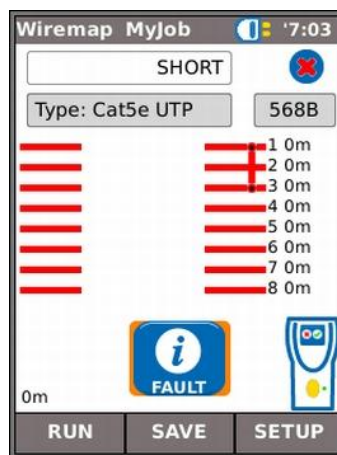 Wiremap MyJob '7:03
SHORT
Type: Cat5e UTP 568B
1 0m
2 0m
3 0m
4 0m
5 0m
6 0m
7 0m
8 0m
i
FAULT
0m
RUN SAVE SETUP